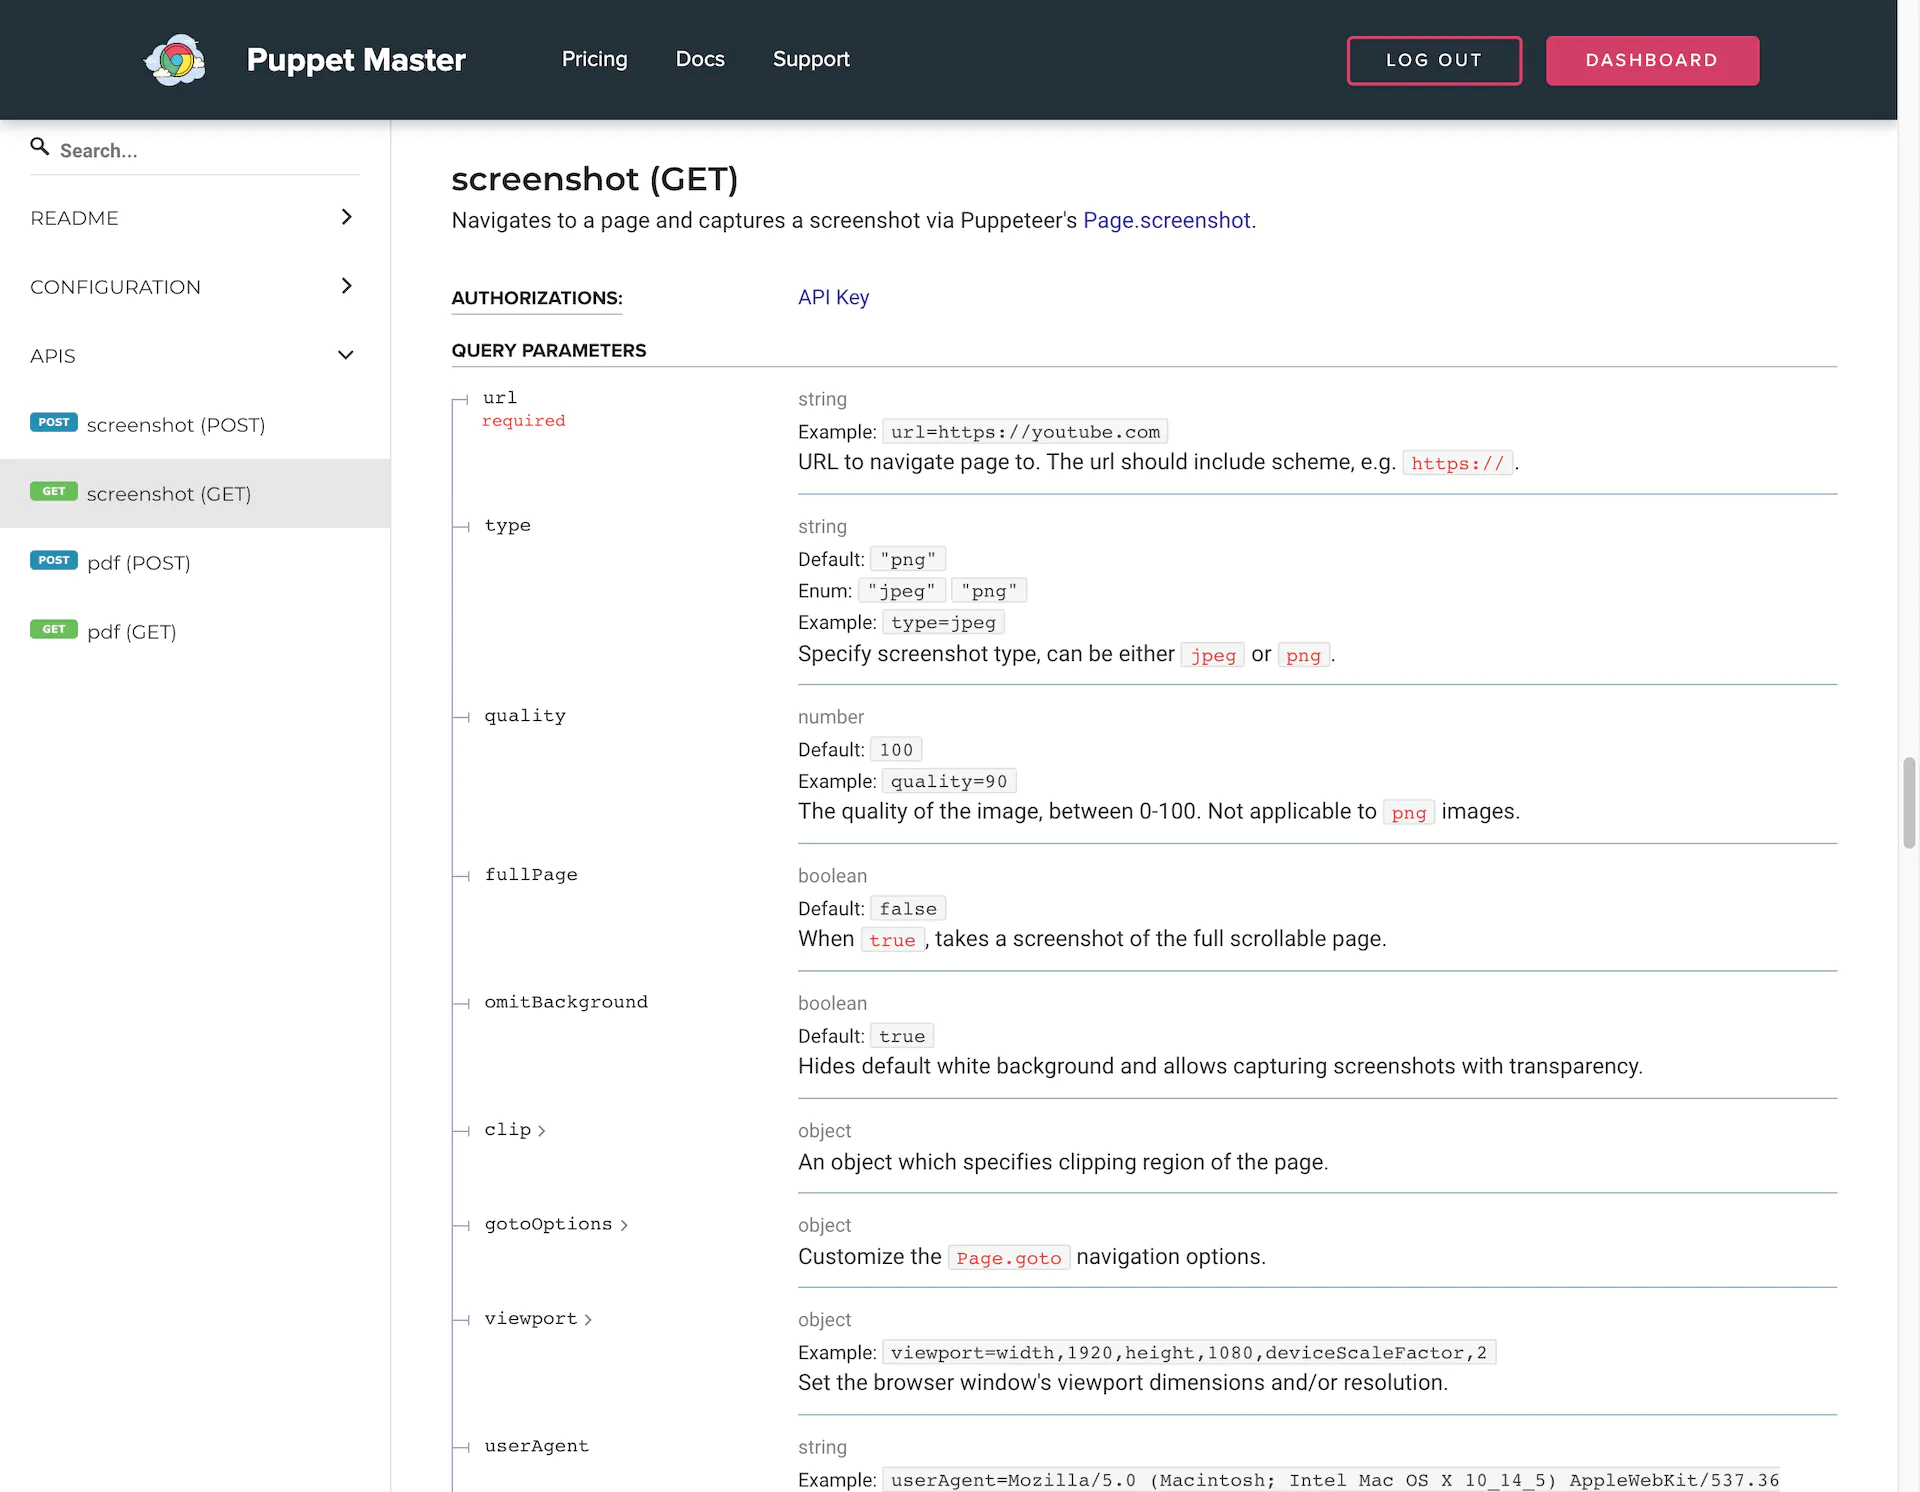 Puppet Master
Pricing
Docs
Support
LOG OUT
DASHBOARD
Search...
README
CONFIGURATION
APIS
POST screenshot (POST)
GET screenshot (GET)
POST pdf (POST)
GET pdf (GET)
screenshot (GET)
Navigates to a page and captures a screenshot via Puppeteer's Page.screenshot.
AUTHORIZATIONS: API Key
QUERY PARAMETERS
url string
required
Example: url=https://youtube.com
URL to navigate page to. The url should include scheme, e.g. https://.
type string
Default: "png"
Enum: "jpeg" "png"
Example: type=jpeg
Specify screenshot type, can be either jpeg or png.
quality number
Default: 100
Example: quality=90
The quality of the image, between 0-100. Not applicable to png images.
fullPage boolean
Default: false
When true, takes a screenshot of the full scrollable page.
omitBackground boolean
Default: true
Hides default white background and allows capturing screenshots with transparency.
clip object
An object which specifies clipping region of the page.
gotoOptions object
Customize the Page.goto navigation options.
viewport object
Example: viewport=width,1920,height,1080,deviceScaleFactor,2
Set the browser window's viewport dimensions and/or resolution.
userAgent string
Example: userAgent=Mozilla/5.0 (Macintosh; Intel Mac OS X 10_14_5) AppleWebKit/537.36